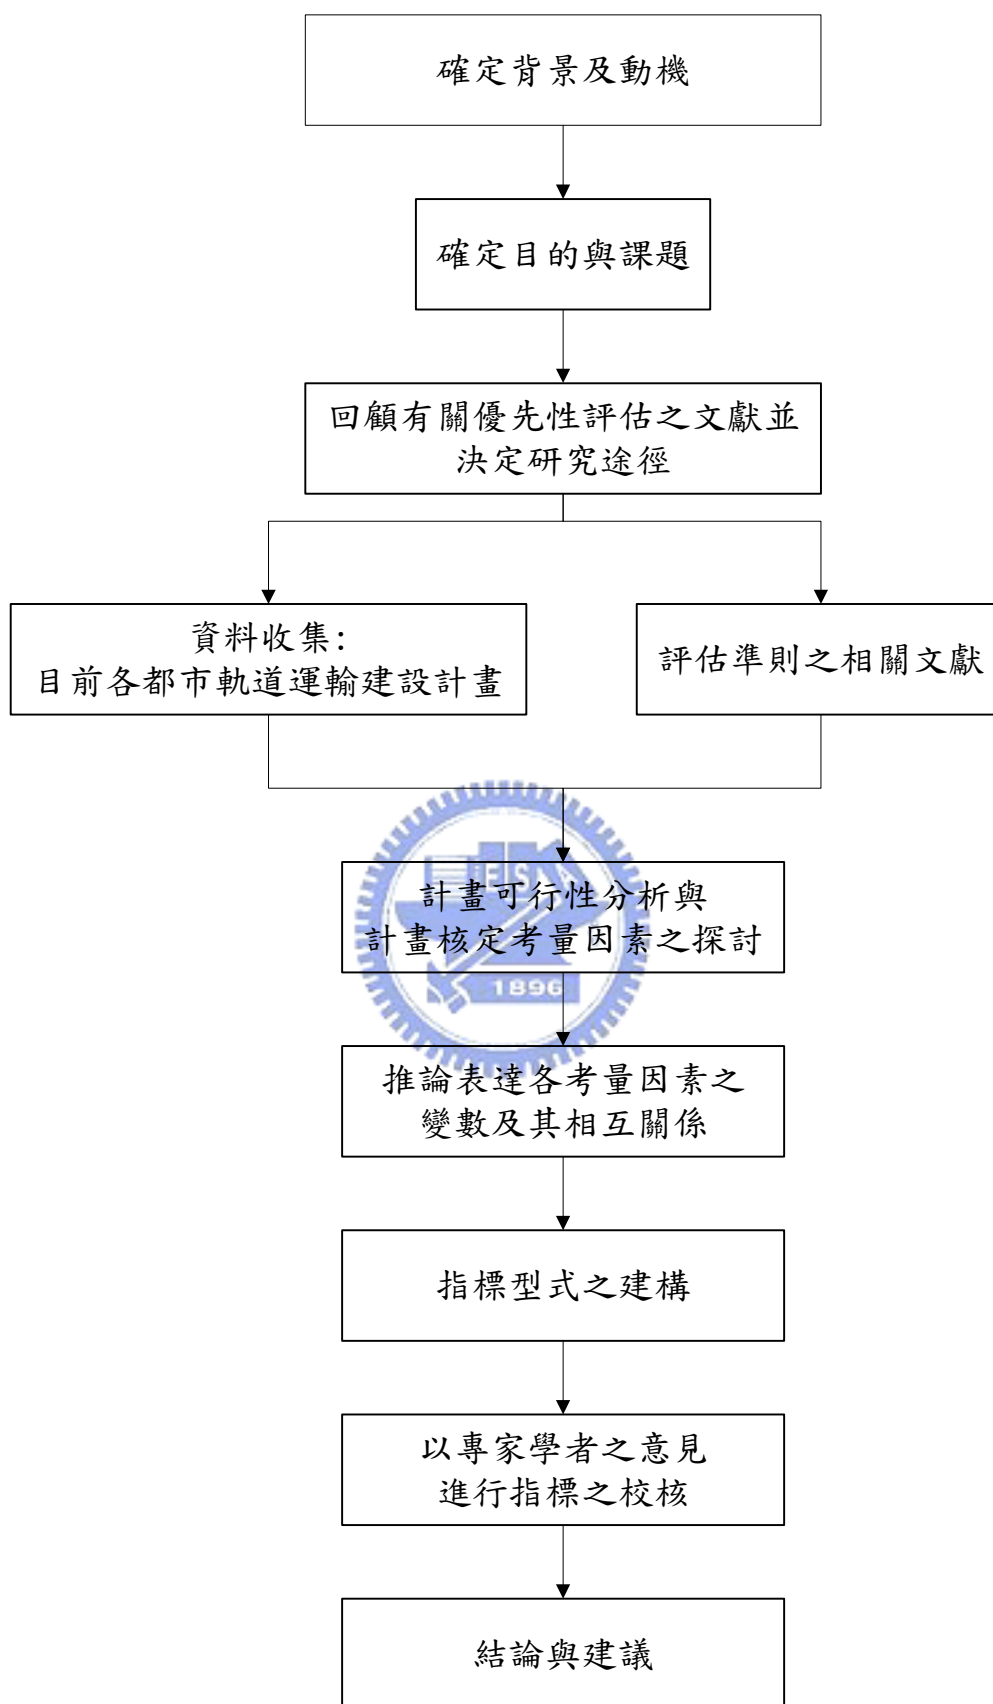 確定背景及動機
確定目的與課題
回顧有關優先性評估之文獻並
決定研究途徑
資料收集:
目前各都市軌道運輸建設計畫
評估準則之相關文獻
計畫可行性分析與
計畫核定考量因素之探討
1896
推論表達各考量因素之
變數及其相互關係
指標型式之建構
以專家學者之意見
進行指標之校核
結論與建議